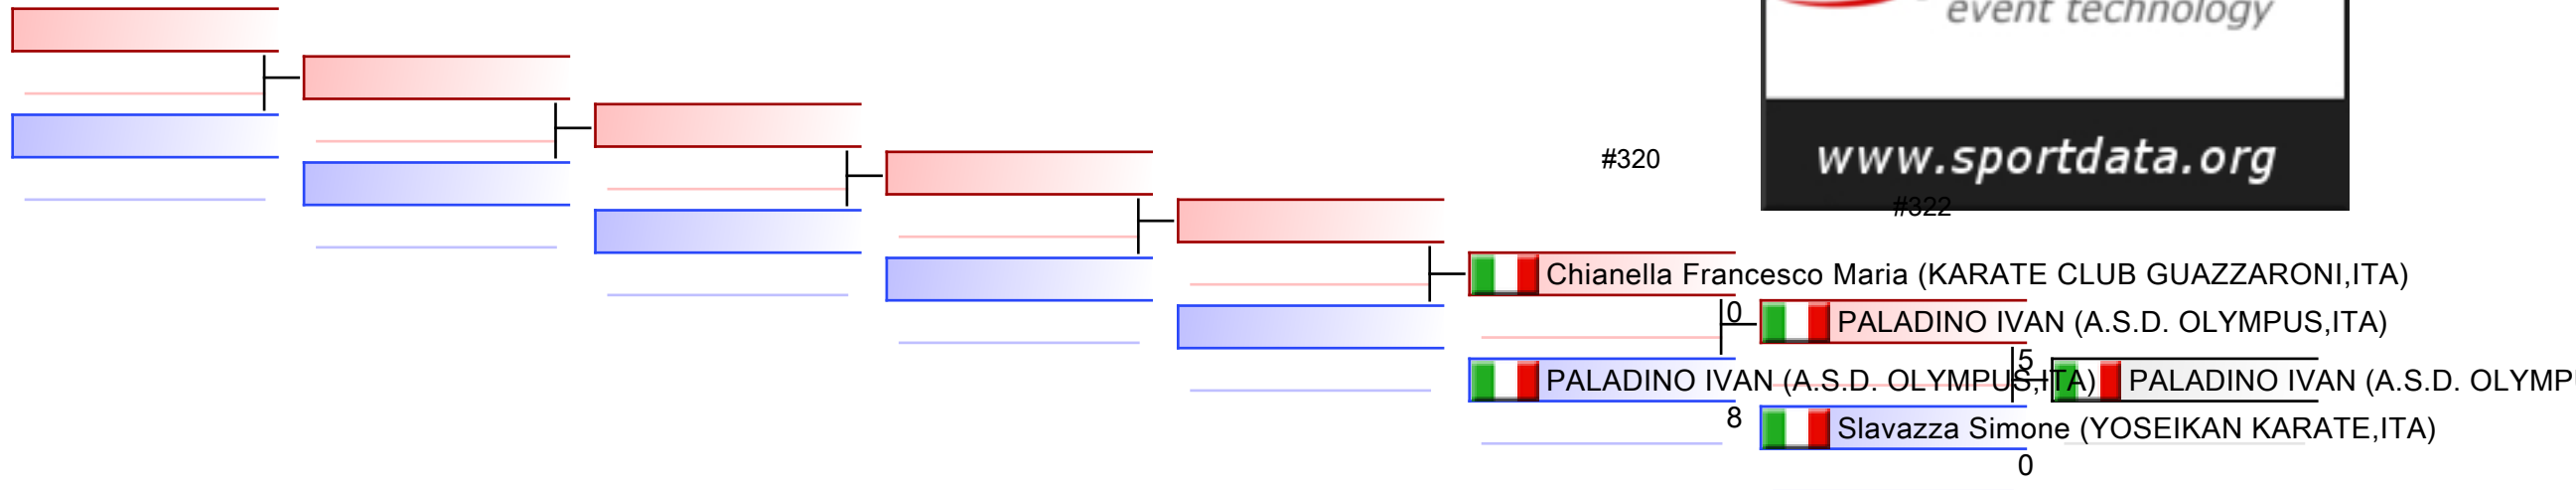 event technology
www.sportdata.org
#320
#322
Chianella Francesco Maria (KARATE CLUB GUAZZARONI,ITA)
0
PALADINO IVAN (A.S.D. OLYMPUS,ITA)
5
PALADINO IVAN (A.S.D. OLYMPUS,ITA)
PALADINO IVAN (A.S.D. OLYMP
8
Slavazza Simone (YOSEIKAN KARATE,ITA)
0